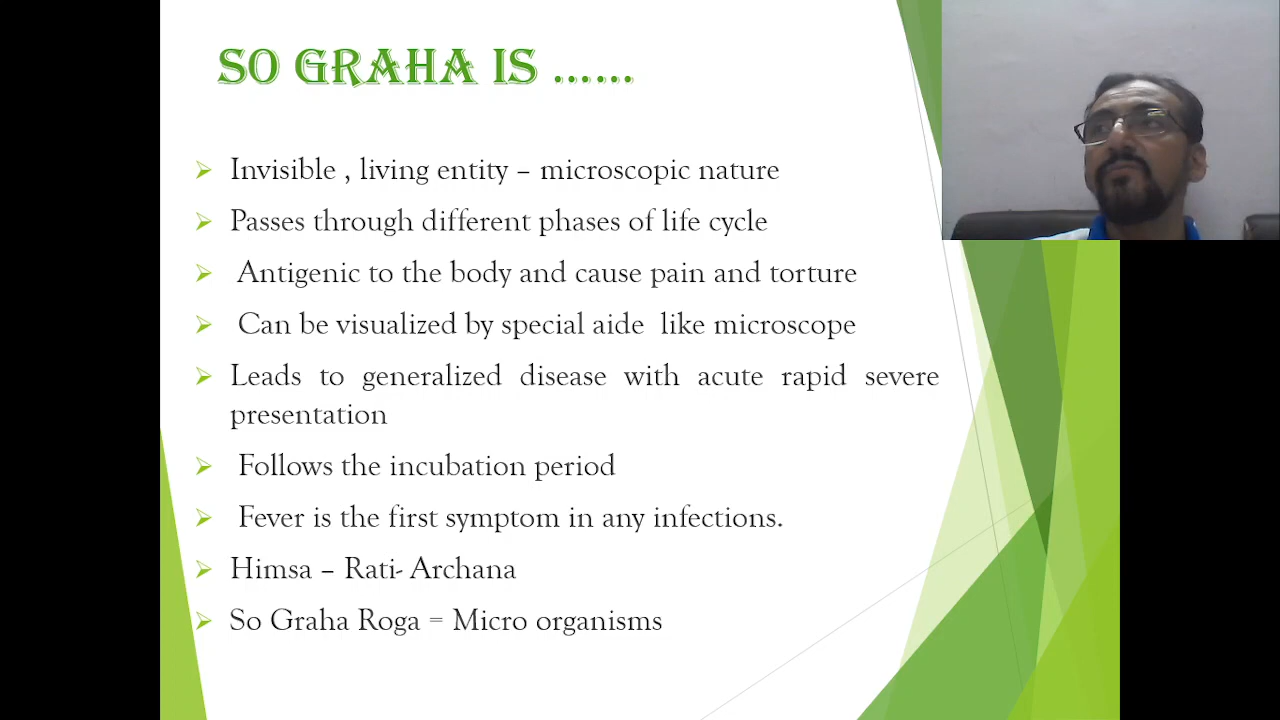 SO GRAHA IS ......
Invisible , living entity – microscopic nature
Passes through different phases of life cycle
Antigenic to the body and cause pain and torture
Can be visualized by special aide like microscope
Leads to generalized disease with acute rapid severe
presentation
Follows the incubation period
Fever is the first symptom in any infections.
Himsa – Rati- Archana
So Graha Roga = Micro organisms